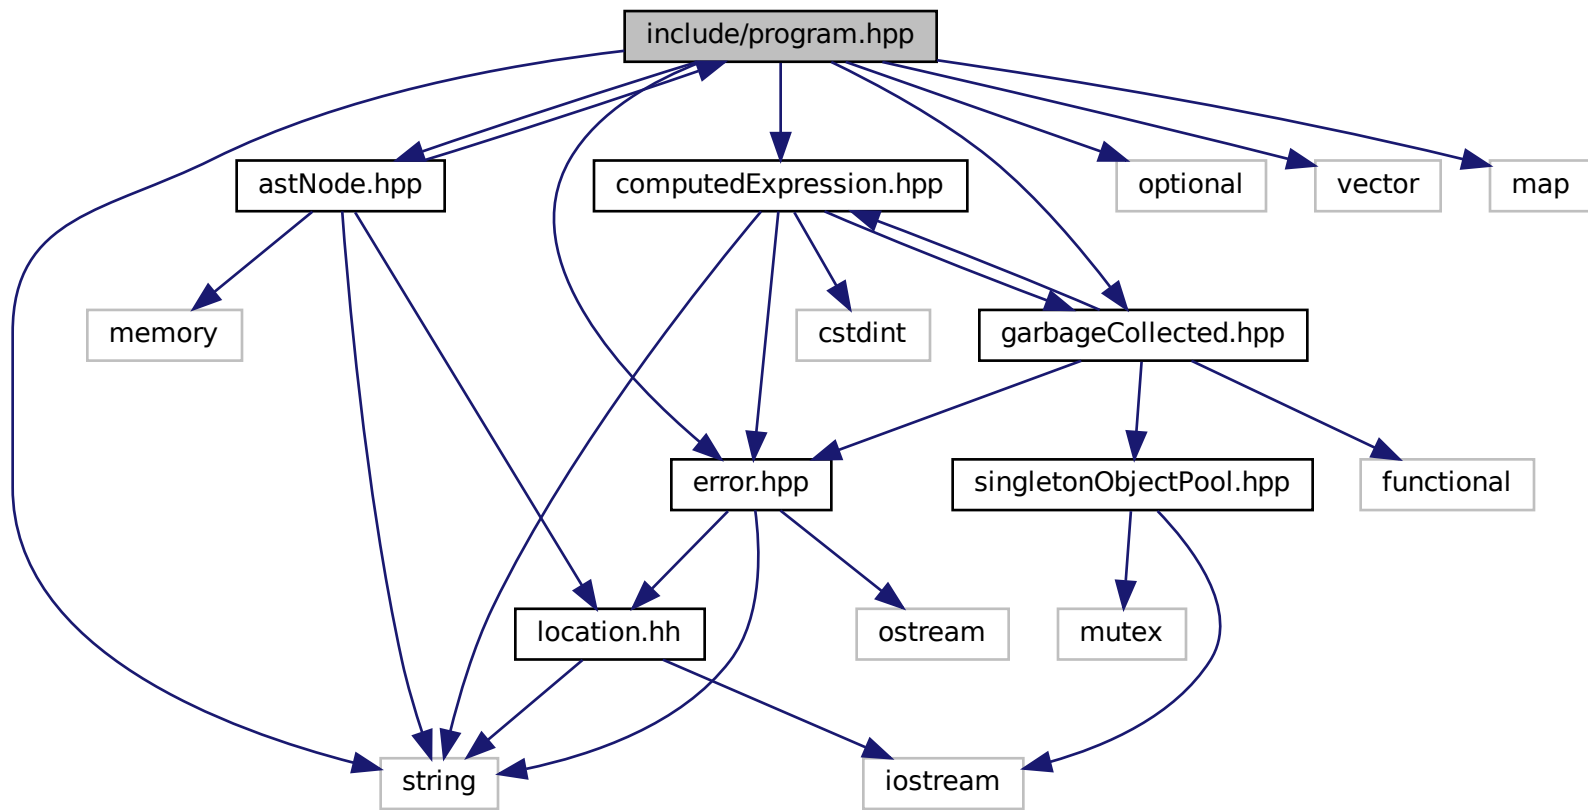 include/program.hpp
astNode.hpp
computedExpression.hpp
optional
vector
map
memory
cstdint
garbageCollected.hpp
error.hpp
singletonObjectPool.hpp
functional
location.hh
ostream
mutex
string
iostream